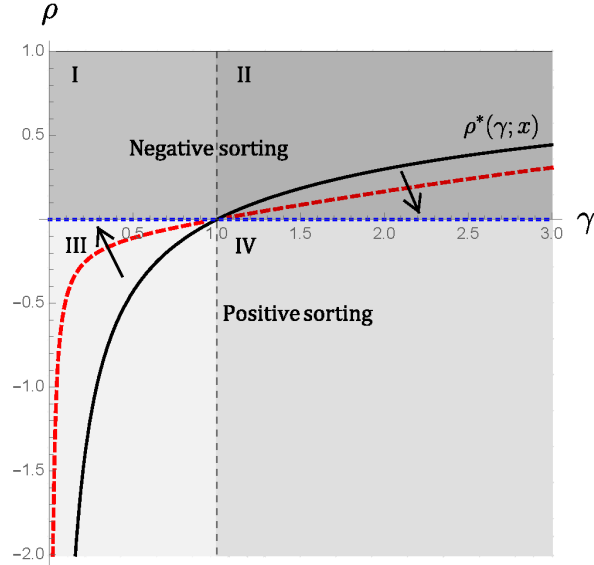 ρ
1.0
I
II
ρ*(γ; x)
0.5
Negative sorting
III
0.5
1.0
IV
1.5
2.0
2.5
3.0
γ
-0.5
Positive sorting
-1.0
-1.5
-2.0